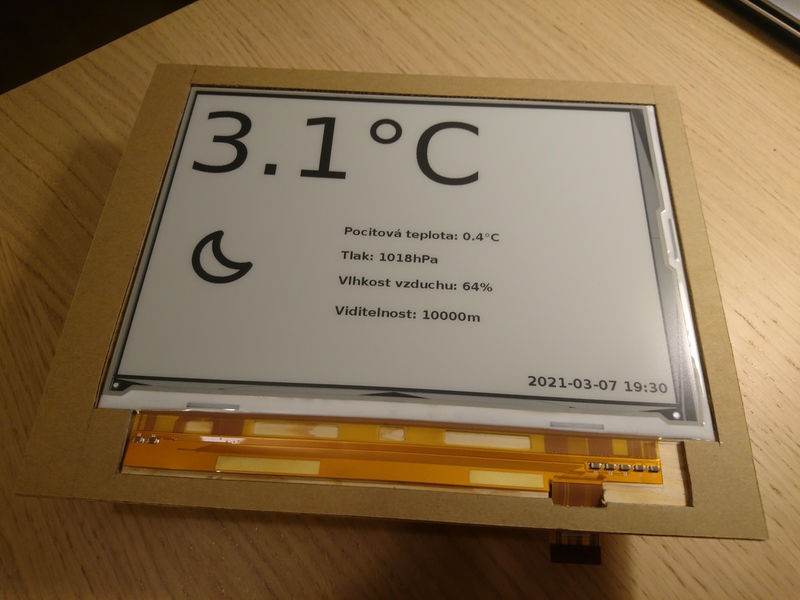 3.1°C
Pocitová teplota: 0.4°C
Tlak: 1018hPa
Vlhkost vzduchu: 64%
Viditelnost: 10000m
2021-03-07 19:30